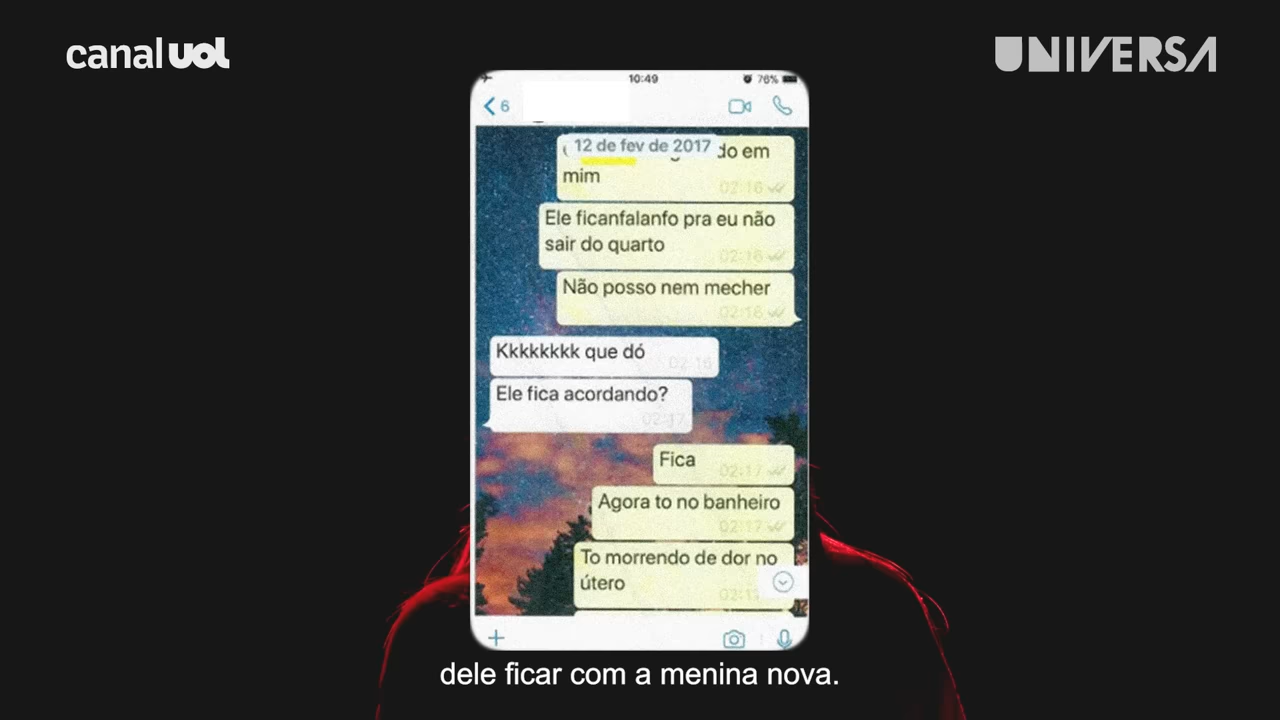 canal uol
UNIVERSA
10:49
76%
6
12 de fev de 2017
do em
mim
02:16
Ele ficanfalanfo pra eu não
sair do quarto
02:16
Não posso nem mecher
02:16
Kkkkkkkk que dó
02:16
Ele fica acordando?
02:17
Fica
02:17
Agora to no banheiro
02:17
To morrendo de dor no
útero
dele ficar com a menina nova.